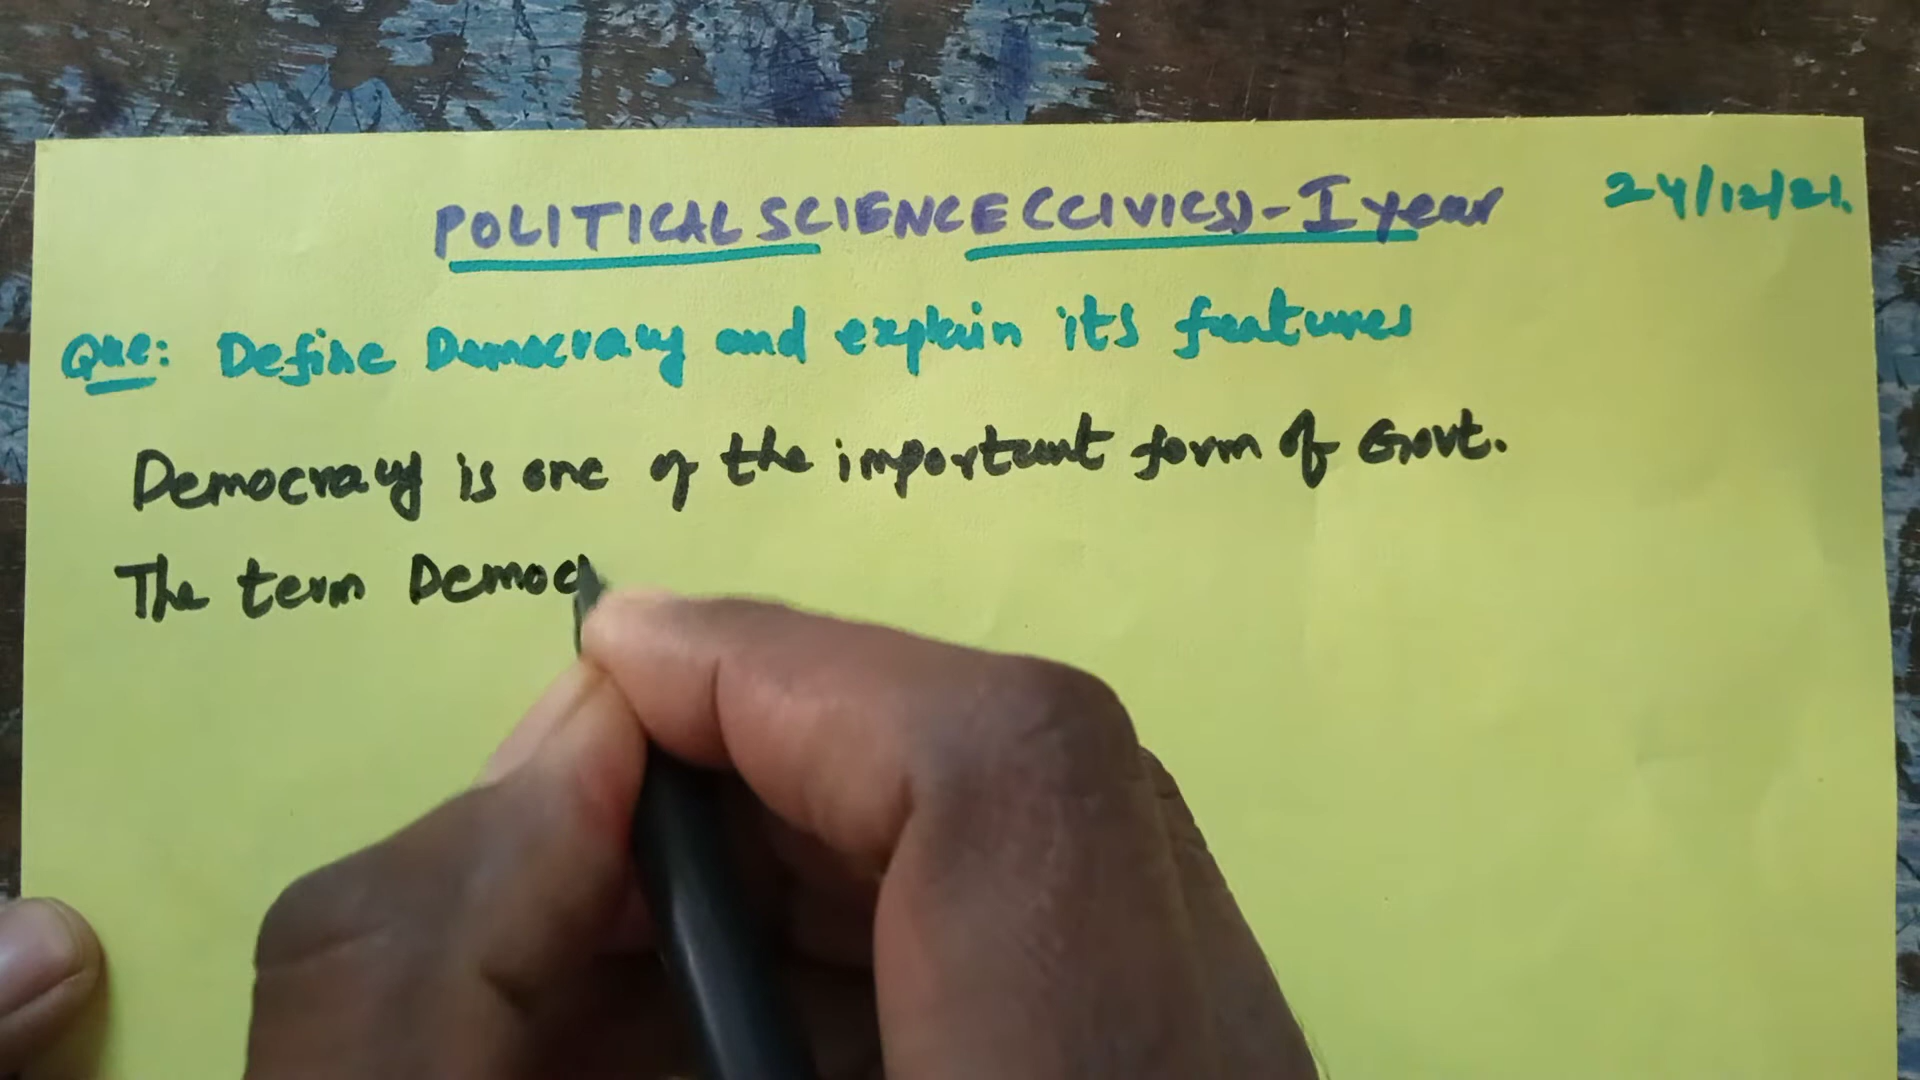 POLITICAL SCIENCE (CIVICS) - I year 24/12/21.
Que: Define Democracy and explain its features
Democracy is one of the important form of Govt.
The term Democ